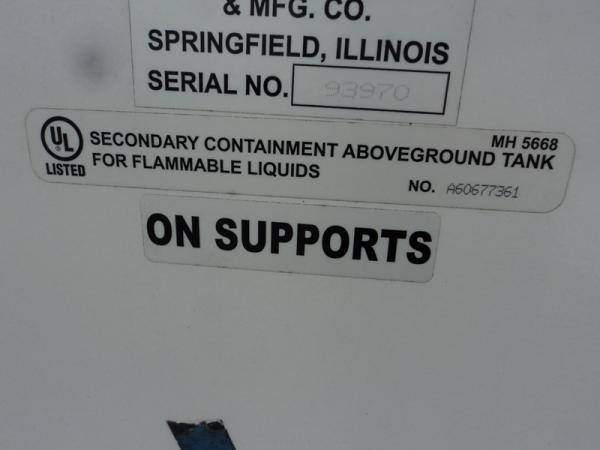 & MFG. CO.
SPRINGFIELD, ILLINOIS
SERIAL NO. 93970
UL LISTED
MH 5668
SECONDARY CONTAINMENT ABOVEGROUND TANK
FOR FLAMMABLE LIQUIDS
NO. A60677361
ON SUPPORTS